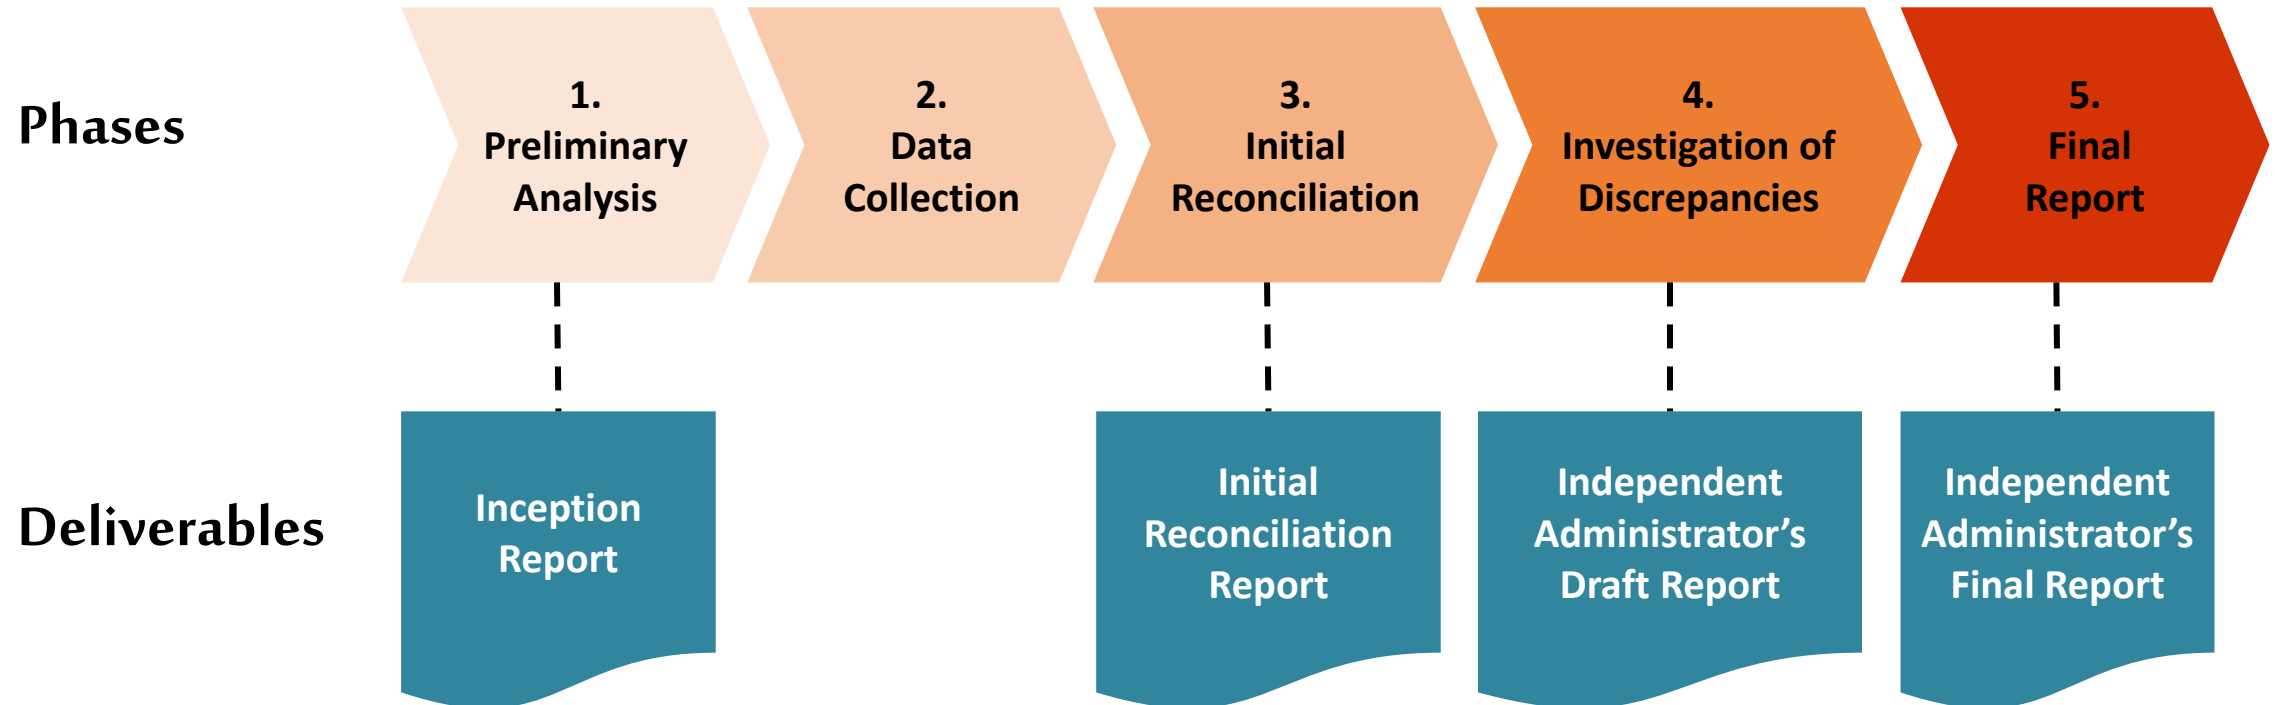 Phases
1.
Preliminary
Analysis
2.
Data
Collection
3.
Initial
Reconciliation
4.
Investigation of
Discrepancies
5.
Final
Report
Deliverables
Inception
Report
Initial
Reconciliation
Report
Independent
Administrator’s
Draft Report
Independent
Administrator’s
Final Report